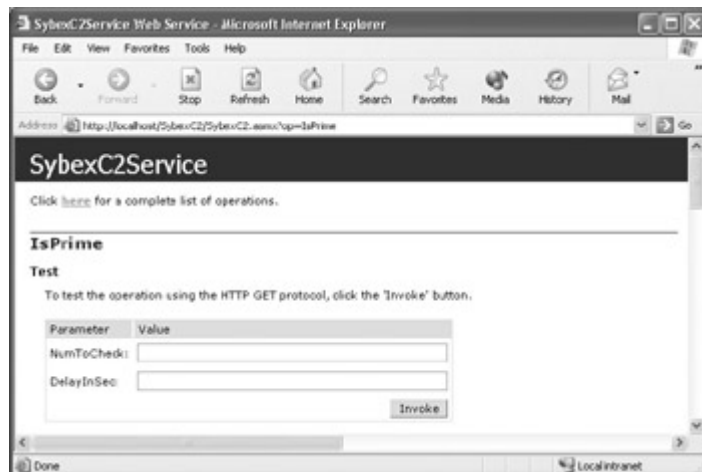 SybexC2Service Web Service - Microsoft Internet Explorer
File Edit View Favorites Tools Help
Back Forward Stop Refresh Home Search Favorites Media History Mail
Address http://localhost/SybexC2/SybexC2.asmx?op=IsPrime Go
SybexC2Service
Click here for a complete list of operations.
IsPrime
Test
To test the operation using the HTTP GET protocol, click the 'Invoke' button.
Parameter Value
NumToCheck:
DelayInSec:
Invoke
Done Local intranet